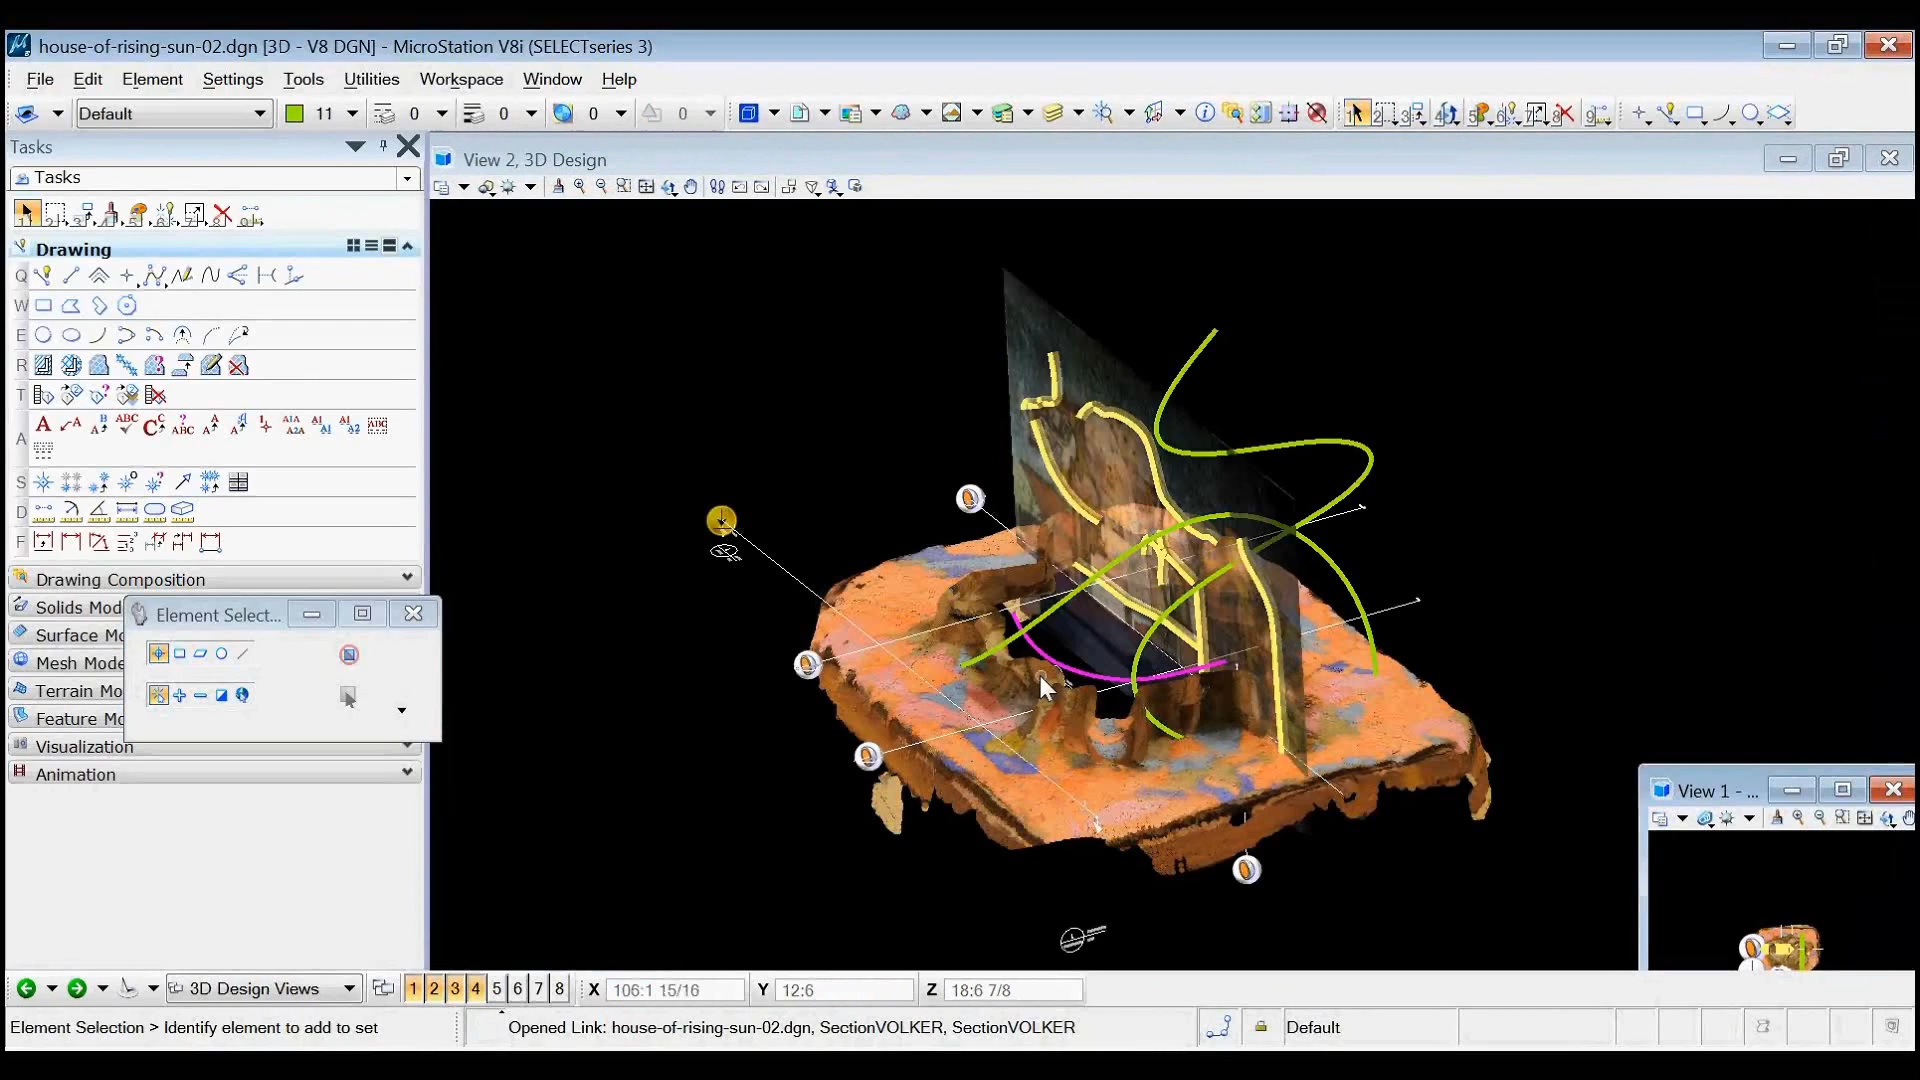 house-of-rising-sun-02.dgn [3D - V8 DGN] - MicroStation V8i (SELECTseries 3)
File Edit Element Settings Tools Utilities Workspace Window Help
Default 11 0 0 0 0
Tasks
View 2, 3D Design
Tasks
Drawing
Q
W
E
R
T
A
S
D
F
Drawing Composition
Solids Mod
Surface Mo
Mesh Mode
Terrain Mo
Feature Mo
Visualization
Animation
Element Select...
View 1 - ...
3D Design Views 1 2 3 4 5 6 7 8 X 106:1 15/16 Y 12:6 Z 18:6 7/8
Element Selection > Identify element to add to set
Opened Link: house-of-rising-sun-02.dgn, SectionVOLKER, SectionVOLKER
Default